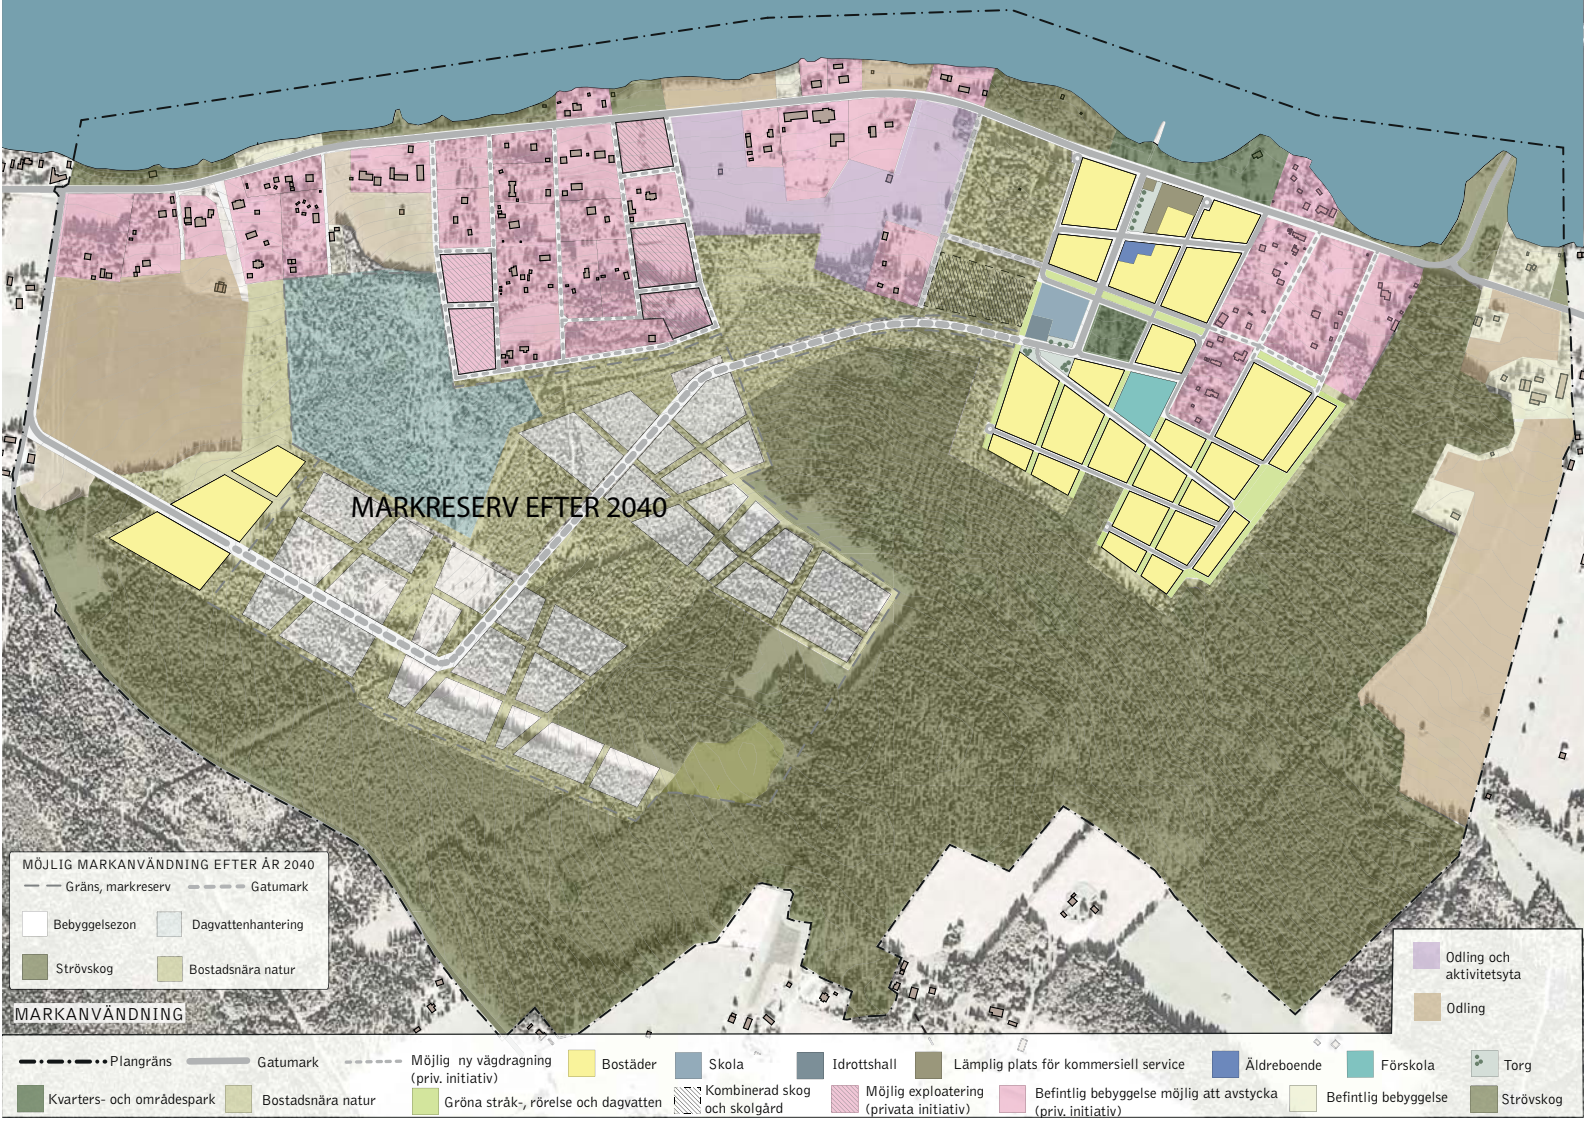 MARKRESERV EFTER 2040
MÖJLIG MARKANVÄNDNING EFTER ÅR 2040
Gräns, markreserv
Gatumark
Bebyggelsezon
Dagvattenhantering
Strövskog
Bostadsnära natur
MARKANVÄNDNING
Odling och
aktivitetsyta
Odling
Plangräns
Gatumark
Möjlig ny vägdragning
(priv. initiativ)
Bostäder
Skola
Idrottshall
Lämplig plats för kommersiell service
Äldreboende
Förskola
Torg
Kvarters- och områdespark
Bostadsnära natur
Gröna stråk-, rörelse och dagvatten
Kombinerad skog
och skolgård
Möjlig exploatering
(privata initiativ)
Befintlig bebyggelse möjlig att avstycka
(priv. initiativ)
Befintlig bebyggelse
Strövskog